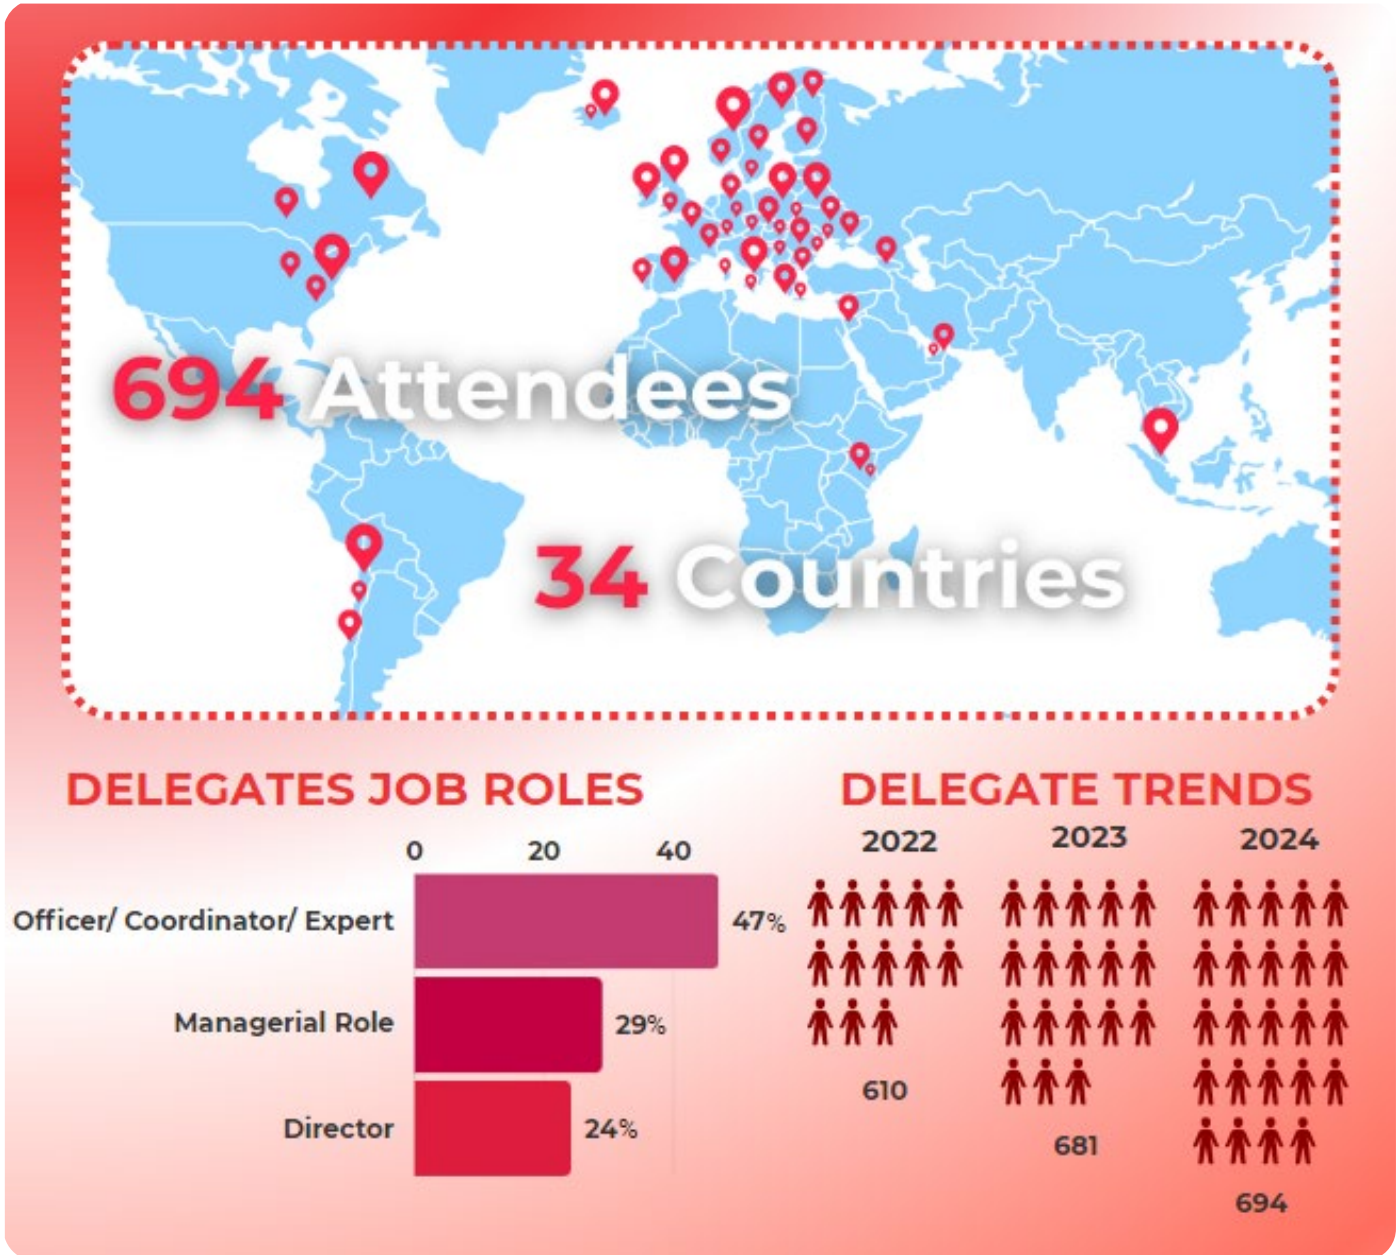 694 Attendees
34 Countries
DELEGATES JOB ROLES
0 20 40
Officer/ Coordinator/ Expert 47%
Managerial Role 29%
Director 24%
DELEGATE TRENDS
2022 2023 2024
610
681
694